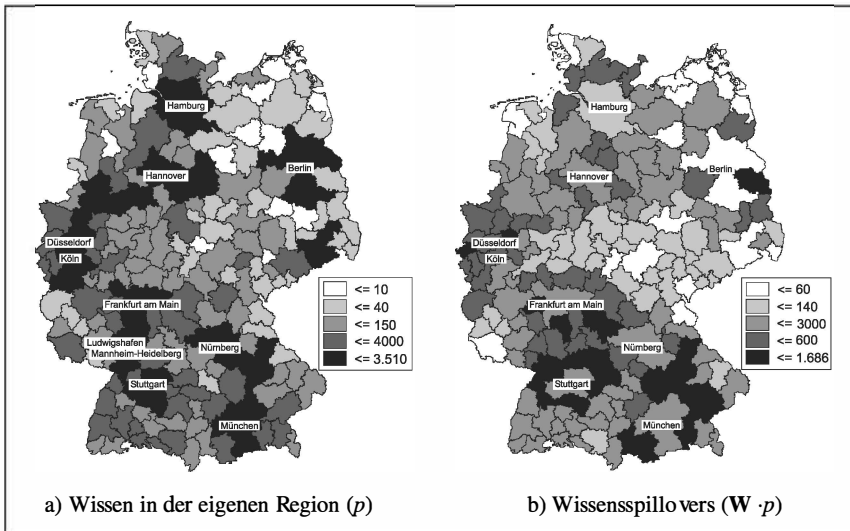 Hamburg
Berlin
Hannover
Düsseldorf
Köln
Frankfurt am Main
Ludwigshafen
Mannheim-Heidelberg
Nürnberg
Stuttgart
München
<= 10
<= 40
<= 150
<= 4000
<= 3.510
a) Wissen in der eigenen Region (p)
Hamburg
Berlin
Hannover
Düsseldorf
Köln
Frankfurt am Main
Nürnberg
Stuttgart
München
<= 60
<= 140
<= 3000
<= 600
<= 1.686
b) Wissensspillovers (W ·p)